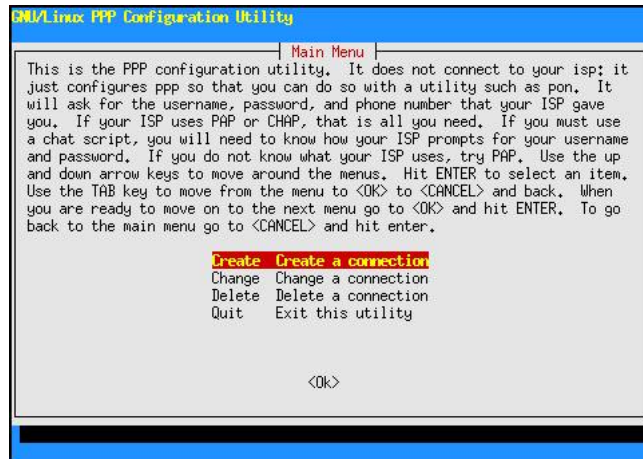 GNU/Linux PPP Configuration Utility
Main Menu
This is the PPP configuration utility.  It does not connect to your isp: it
just configures ppp so that you can do so with a utility such as pon.  It
will ask for the username, password, and phone number that your ISP gave
you.  If your ISP uses PAP or CHAP, that is all you need.  If you must use
a chat script, you will need to know how your ISP prompts for your username
and password.  If you do not know what your ISP uses, try PAP.  Use the up
and down arrow keys to move around the menus.  Hit ENTER to select an item.
Use the TAB key to move from the menu to <OK> to <CANCEL> and back.  When
you are ready to move on to the next menu go to <OK> and hit ENTER.  To go
back to the main menu go to <CANCEL> and hit enter.
Create  Create a connection
Change  Change a connection
Delete  Delete a connection
Quit    Exit this utility
<Ok>